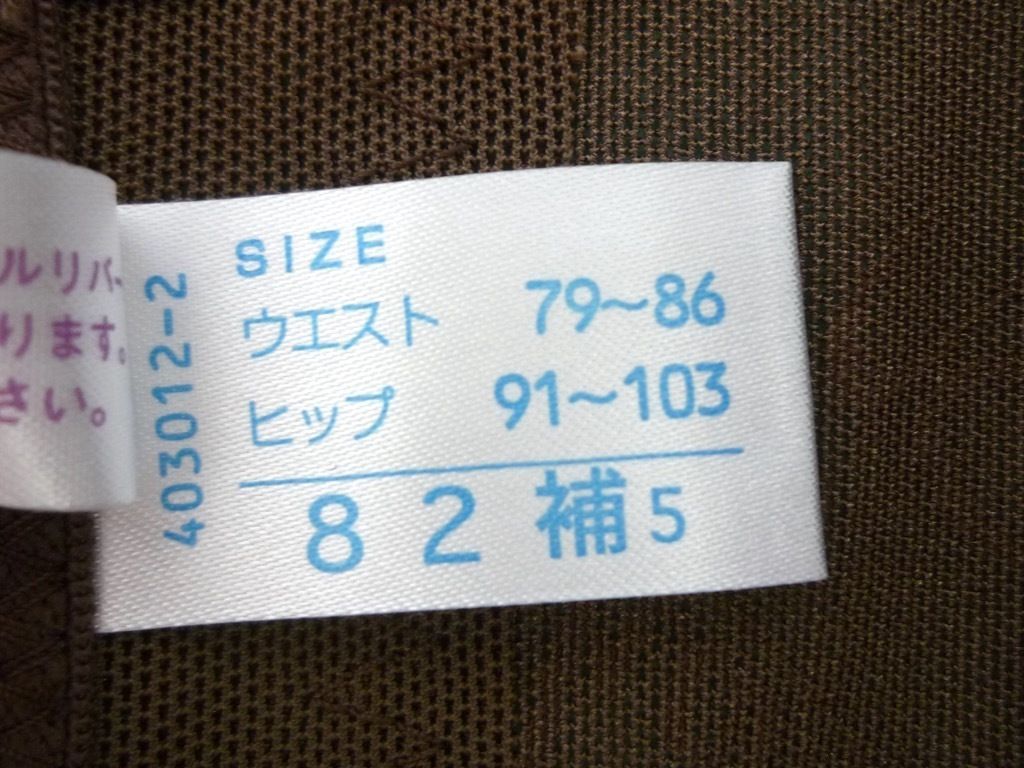 ルリバー
ります。
さい。
403012-2
SIZE
ウエスト 79~86
ヒップ 91~103
82 補5